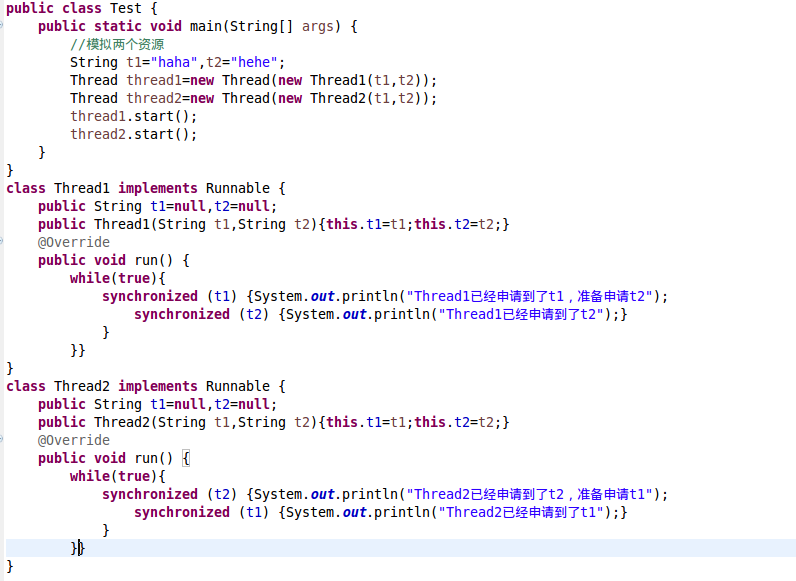 public class Test {
    public static void main(String[] args) {
        //模拟两个资源
        String t1="haha",t2="hehe";
        Thread thread1=new Thread(new Thread1(t1,t2));
        Thread thread2=new Thread(new Thread2(t1,t2));
        thread1.start();
        thread2.start();
    }
}
class Thread1 implements Runnable {
    public String t1=null,t2=null;
    public Thread1(String t1,String t2){this.t1=t1;this.t2=t2;}
    @Override
    public void run() {
        while(true){
            synchronized (t1) {System.out.println("Thread1已经申请到了t1，准备申请t2");
                synchronized (t2) {System.out.println("Thread1已经申请到了t2");}
            }
        }}
}
class Thread2 implements Runnable {
    public String t1=null,t2=null;
    public Thread2(String t1,String t2){this.t1=t1;this.t2=t2;}
    @Override
    public void run() {
        while(true){
            synchronized (t2) {System.out.println("Thread2已经申请到了t2，准备申请t1");
                synchronized (t1) {System.out.println("Thread2已经申请到了t1");}
            }
        }}
}